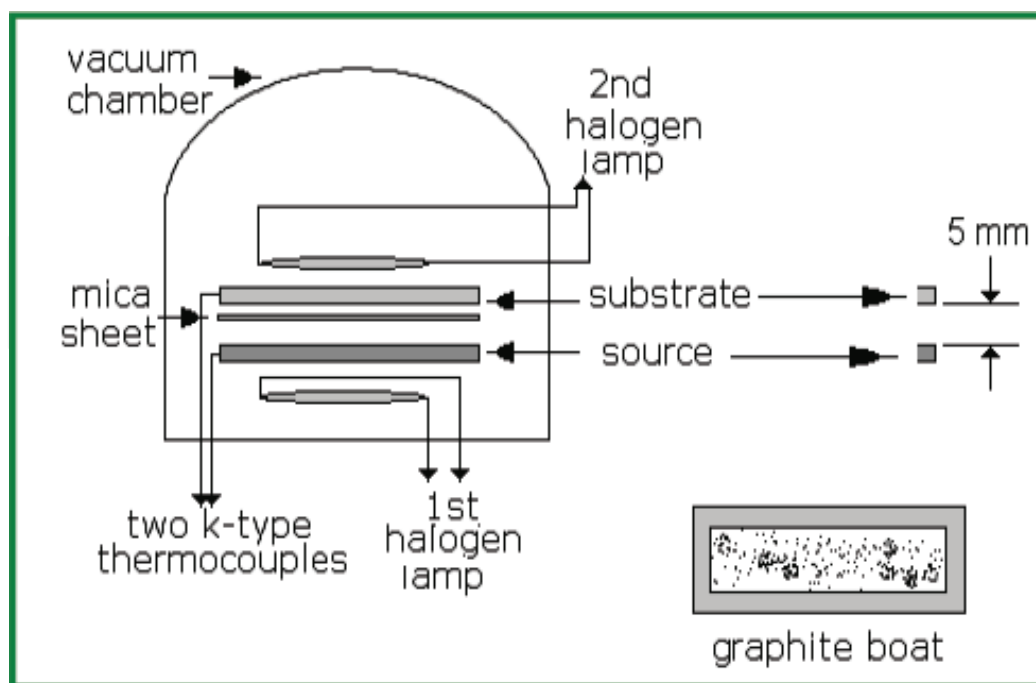 vacuum
chamber
2nd
halogen
lamp
5 mm
mica
sheet
substrate
source
two k-type
thermocouples
1st
halogen
lamp
graphite boat